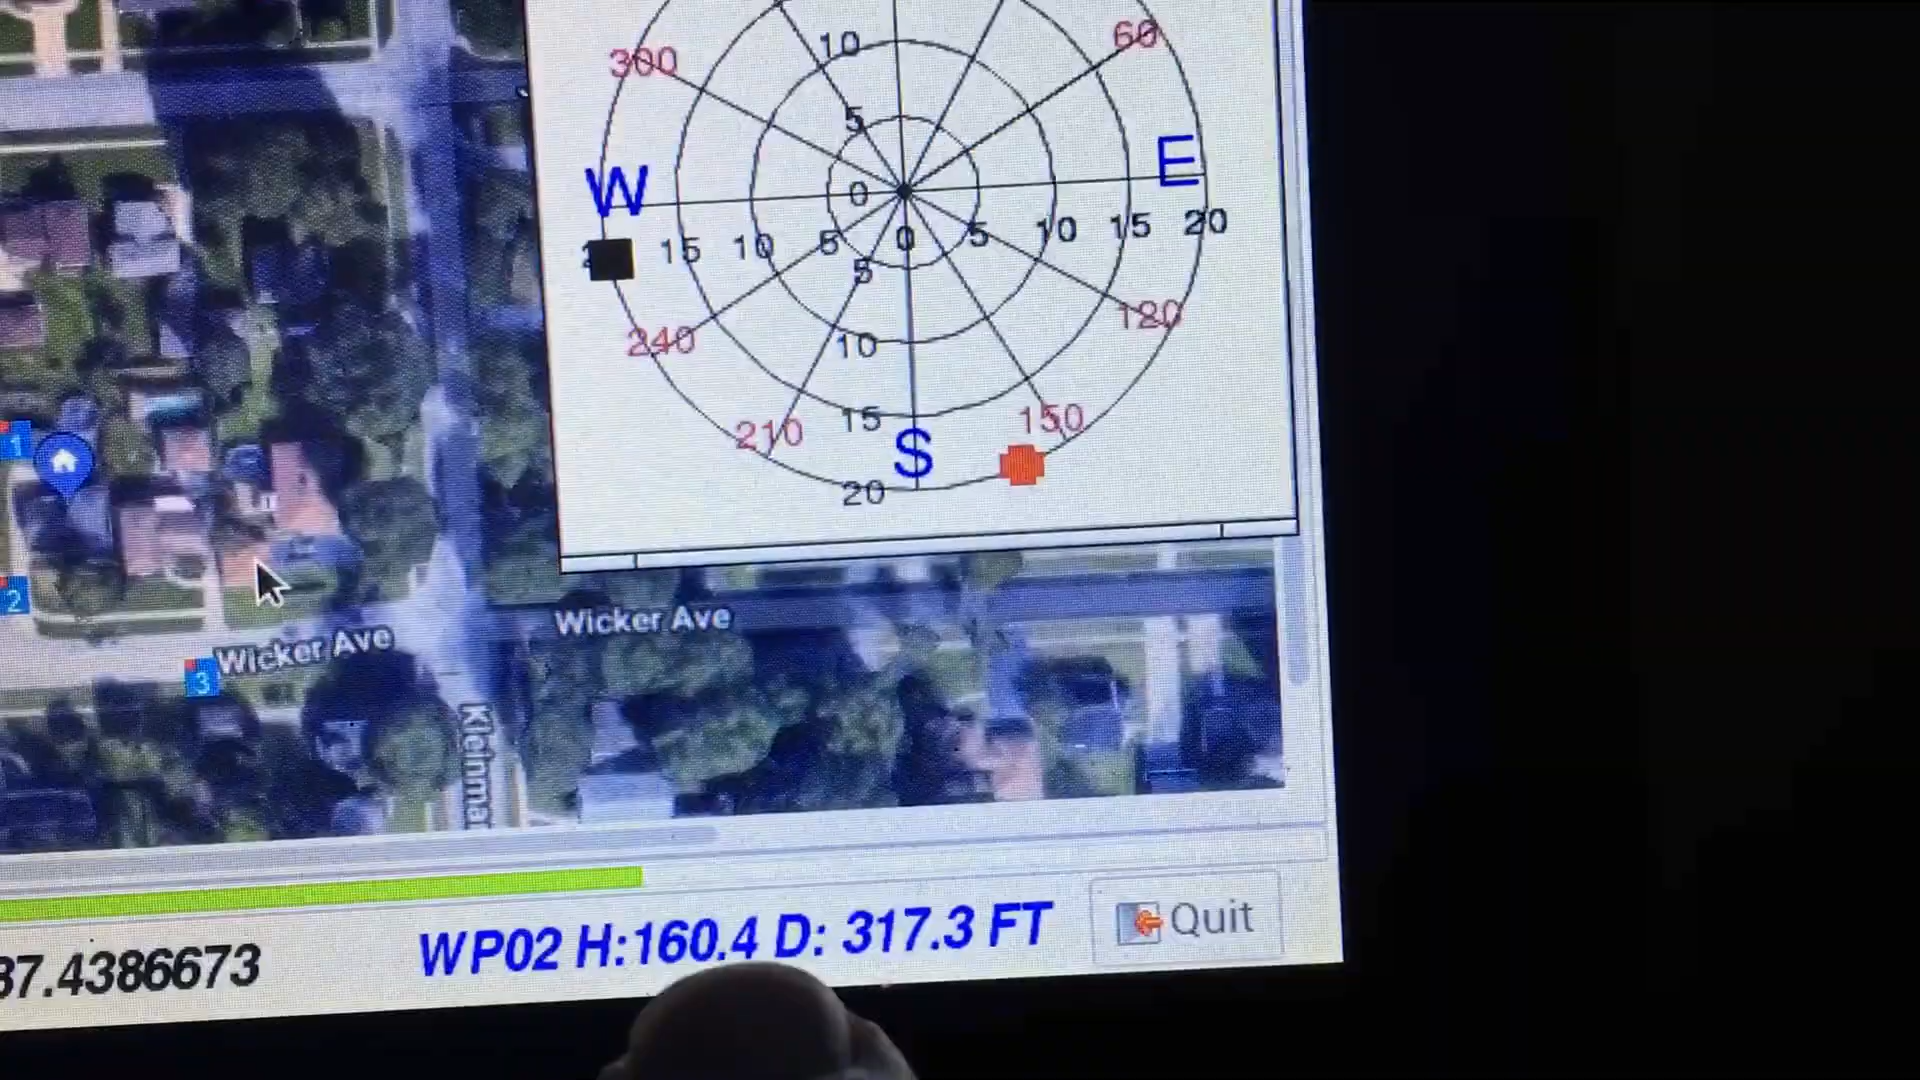 300
60
10
5
W
E
0
15 10 5 0 5 10 15 20
5
240
120
10
210
15
150
S
20
1
2
Wicker Ave
Wicker Ave
3
WP02 H:160.4 D: 317.3 FT
Quit
37.4386673